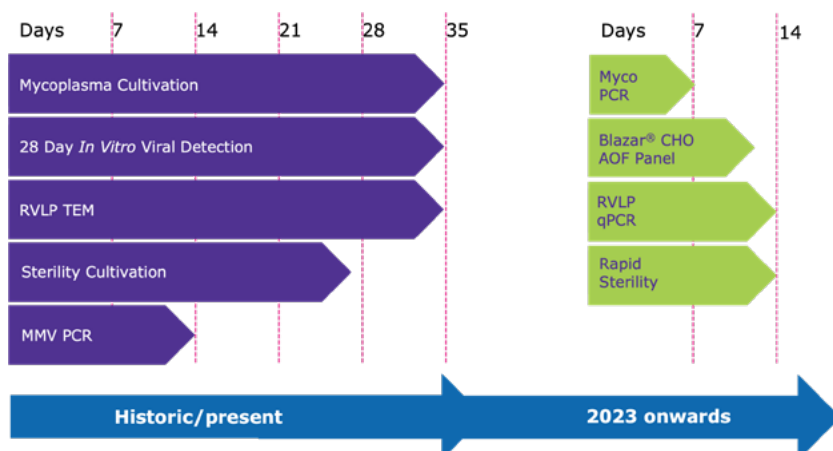 Days 7 14 21 28 35
Mycoplasma Cultivation
28 Day In Vitro Viral Detection
RVLP TEM
Sterility Cultivation
MMV PCR
Historic/present
Days 7 14
Myco
PCR
Blazar® CHO
AOF Panel
RVLP
qPCR
Rapid
Sterility
2023 onwards